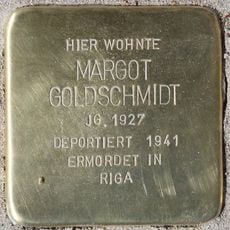 HIER WOHNTE
MARGOT
GOLDSCHMIDT
JG. 1927
DEPORTIERT 1941
ERMORDET IN
RIGA